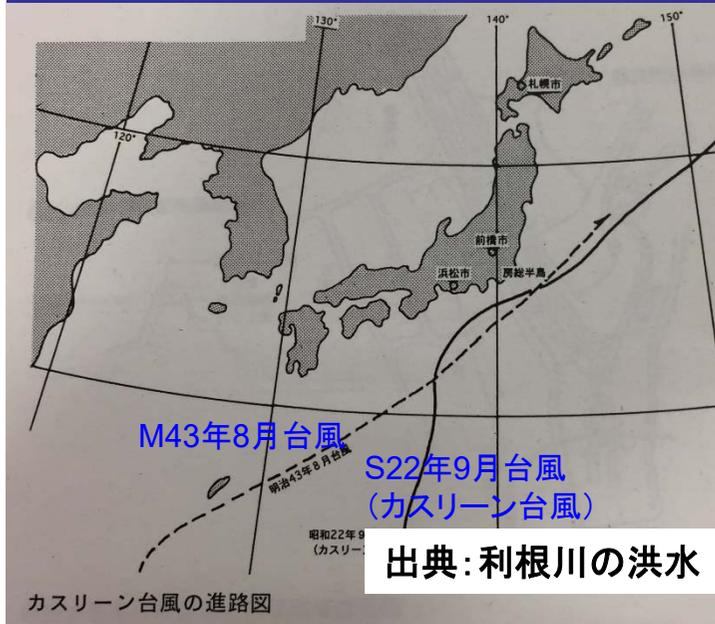 130°
140°
150°
札幌市
120°
前橋市
浜松市
房総半島
M43年8月台風
明治43年8月台風
S22年9月台風
(カスリーン台風)
昭和22年9
(カスリー
出典：利根川の洪水
カスリーン台風の進路図